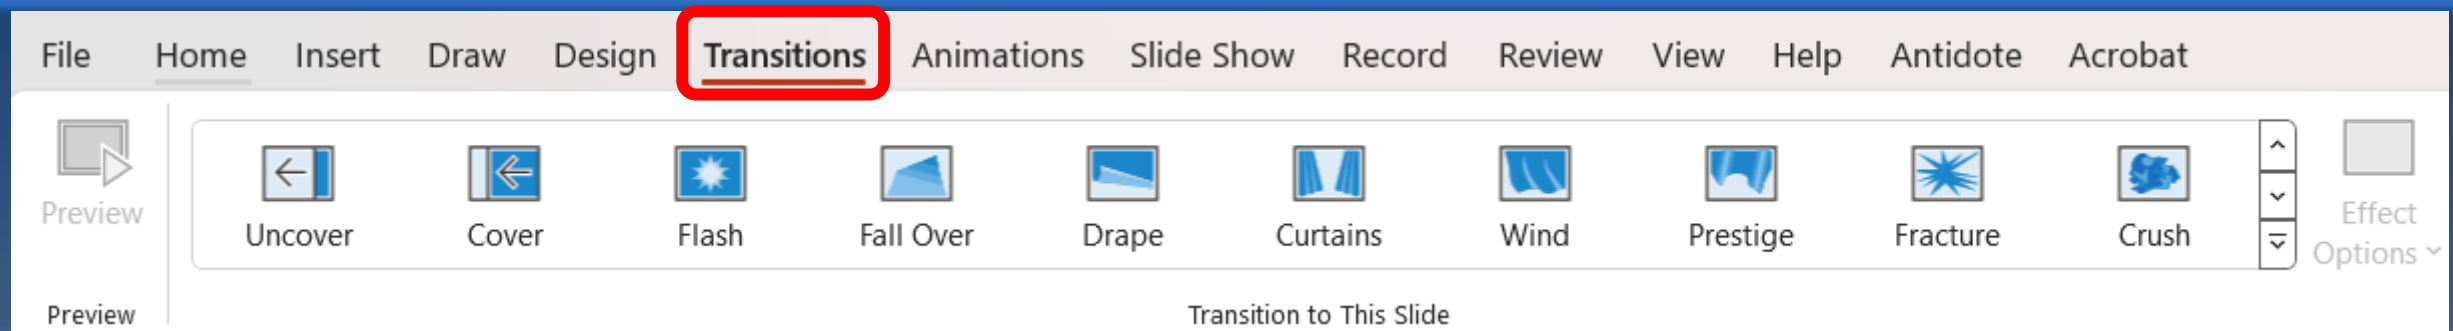 File Home Insert Draw Design Transitions Animations Slide Show Record Review View Help Antidote Acrobat
Preview
Uncover Cover Flash Fall Over Drape Curtains Wind Prestige Fracture Crush
Effect
Options
Preview
Transition to This Slide